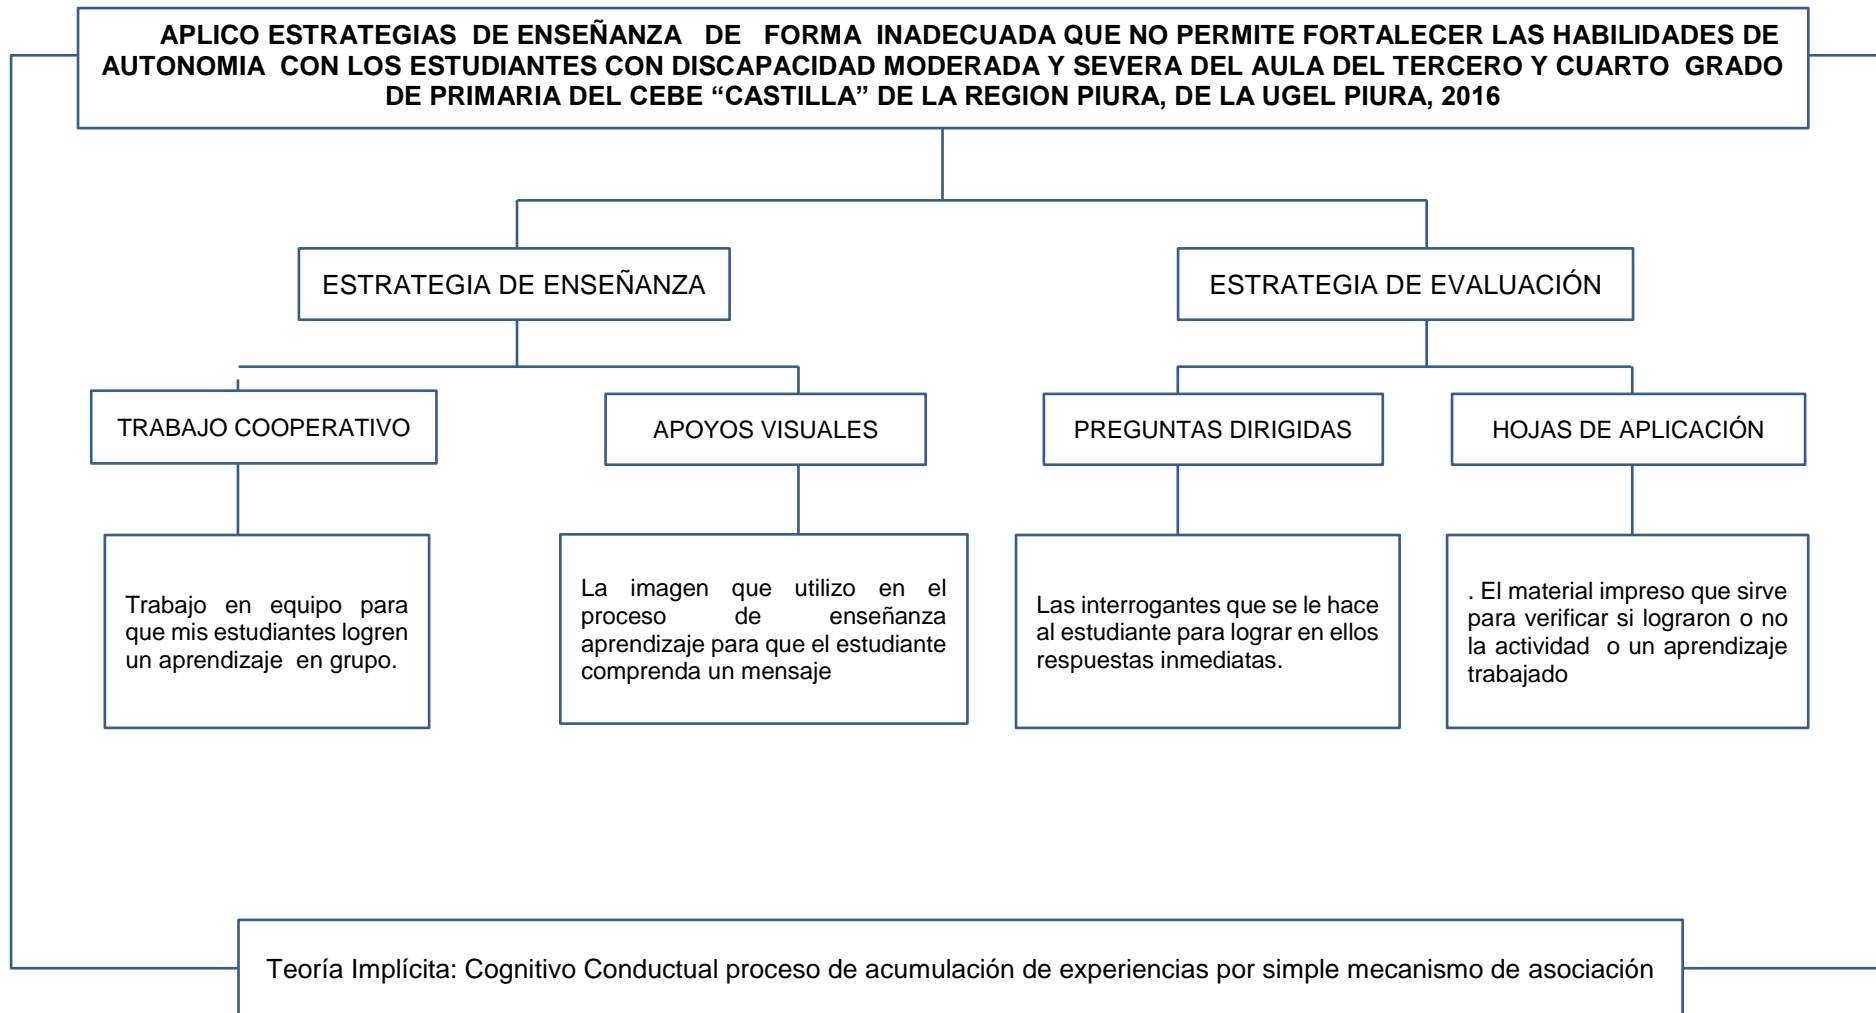 APLICO ESTRATEGIAS DE ENSEÑANZA DE FORMA INADECUADA QUE NO PERMITE FORTALECER LAS HABILIDADES DE
AUTONOMIA CON LOS ESTUDIANTES CON DISCAPACIDAD MODERADA Y SEVERA DEL AULA DEL TERCERO Y CUARTO GRADO
DE PRIMARIA DEL CEBE “CASTILLA” DE LA REGION PIURA, DE LA UGEL PIURA, 2016
ESTRATEGIA DE ENSEÑANZA
ESTRATEGIA DE EVALUACIÓN
TRABAJO COOPERATIVO
APOYOS VISUALES
PREGUNTAS DIRIGIDAS
HOJAS DE APLICACIÓN
Trabajo en equipo para
que mis estudiantes logren
un aprendizaje en grupo.
La imagen que utilizo en el
proceso de enseñanza
aprendizaje para que el estudiante
comprenda un mensaje
Las interrogantes que se le hace
al estudiante para lograr en ellos
respuestas inmediatas.
. El material impreso que sirve
para verificar si lograron o no
la actividad o un aprendizaje
trabajado
Teoría Implícita: Cognitivo Conductual proceso de acumulación de experiencias por simple mecanismo de asociación